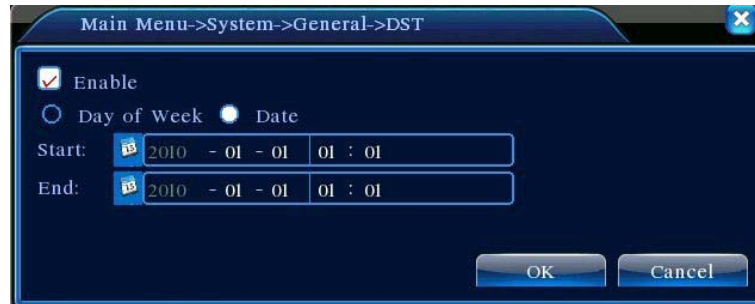 Main Menu->System->General->DST
Enable
Day of Week Date
Start: 2010 - 01 - 01 01 : 01
End: 2010 - 01 - 01 01 : 01
OK Cancel